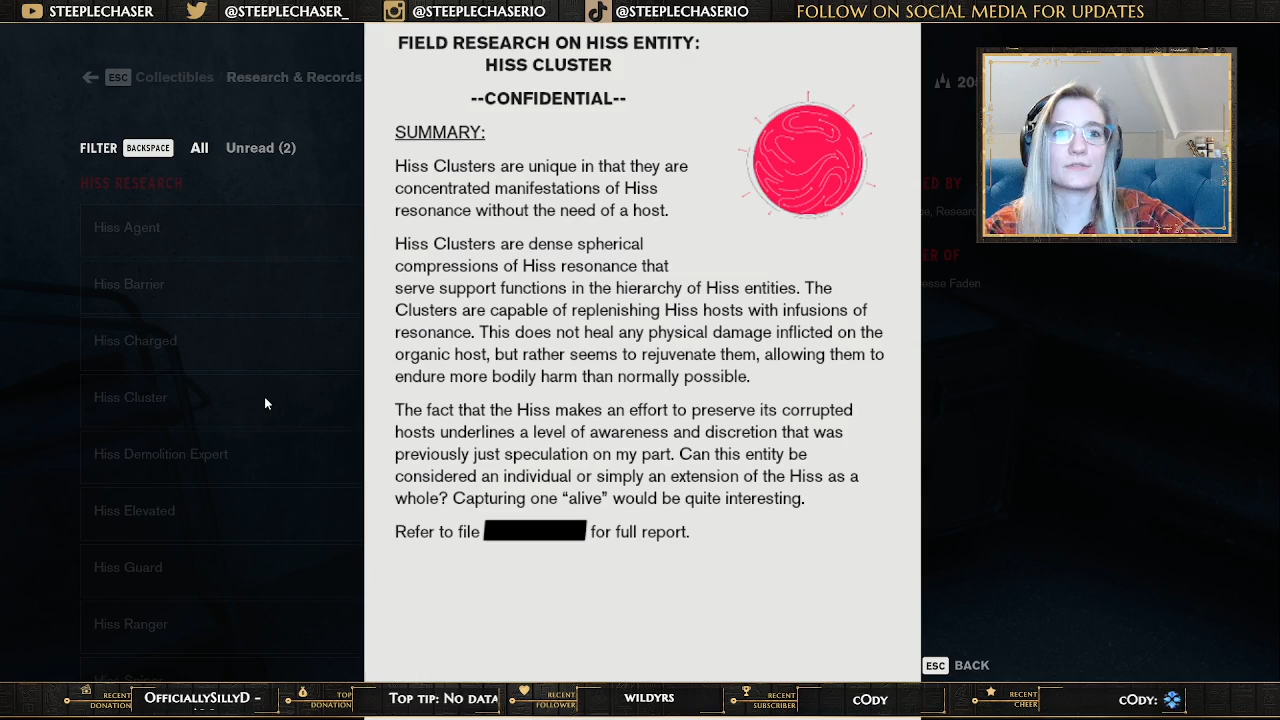 STEEPLECHASER
@STEEPLECHASER_
@STEEPLECHASERIO
@STEEPLECHASERIO
FOLLOW ON SOCIAL MEDIA FOR UPDATES
ESC Collectibles / Research & Records
FILTER BACKSPACE All Unread (2)
HISS RESEARCH
Hiss Agent
Hiss Barrier
Hiss Charged
Hiss Cluster
Hiss Demolition Expert
Hiss Elevated
Hiss Guard
Hiss Ranger
FIELD RESEARCH ON HISS ENTITY:
HISS CLUSTER
--CONFIDENTIAL--
SUMMARY:
Hiss Clusters are unique in that they are
concentrated manifestations of Hiss
resonance without the need of a host.
Hiss Clusters are dense spherical
compressions of Hiss resonance that
serve support functions in the hierarchy of Hiss entities. The
Clusters are capable of replenishing Hiss hosts with infusions of
resonance. This does not heal any physical damage inflicted on the
organic host, but rather seems to rejuvenate them, allowing them to
endure more bodily harm than normally possible.
The fact that the Hiss makes an effort to preserve its corrupted
hosts underlines a level of awareness and discretion that was
previously just speculation on my part. Can this entity be
considered an individual or simply an extension of the Hiss as a
whole? Capturing one “alive” would be quite interesting.
Refer to file for full report.
ED BY
e, Resear
ER OF
esse Faden
ESC BACK
RECENT DONATION
OfficiallySillyD –
TOP DONATION
Top tip: No data
RECENT FOLLOWER
wildyrs
RECENT SUBSCRIBER
cODy
RECENT CHEER
cODy: